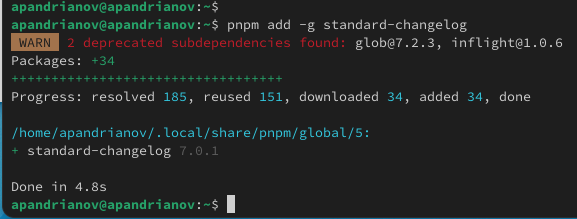 apandrianov@apandrianov:~$
apandrianov@apandrianov:~$ pnpm add -g standard-changelog
WARN 2 deprecated subdependencies found: glob@7.2.3, inflight@1.0.6
Packages: +34
++++++++++++++++++++++++++++++++++
Progress: resolved 185, reused 151, downloaded 34, added 34, done
/home/apandrianov/.local/share/pnpm/global/5:
+ standard-changelog 7.0.1
Done in 4.8s
apandrianov@apandrianov:~$